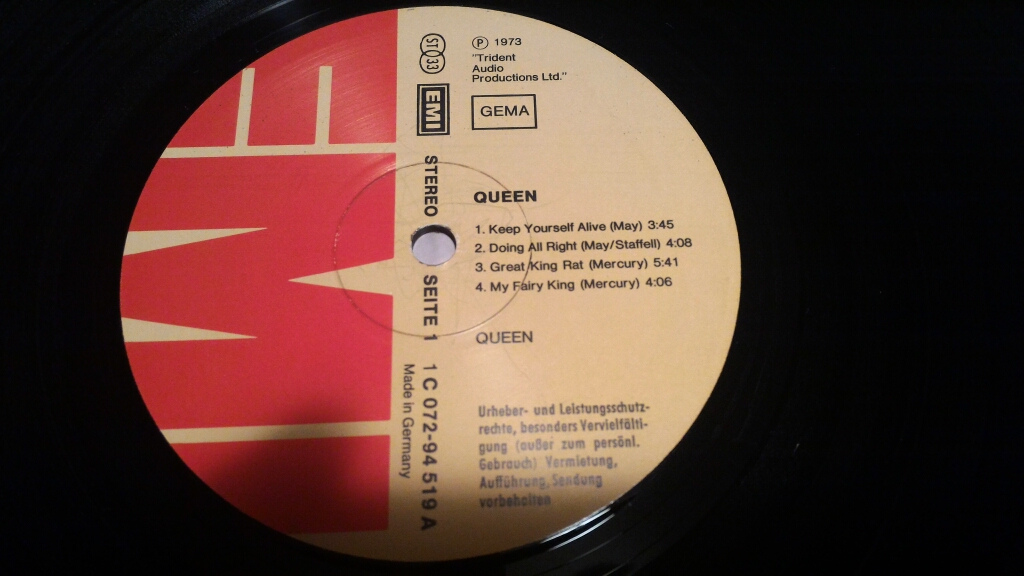 ST 33
EMI
STEREO
SEITE 1
1 C 072-94 519 A
Made in Germany
Ⓟ 1973
"Trident
Audio
Productions Ltd."
GEMA
QUEEN
1. Keep Yourself Alive (May) 3:45
2. Doing All Right (May/Staffell) 4:08
3. Great King Rat (Mercury) 5:41
4. My Fairy King (Mercury) 4:06
QUEEN
Urheber- und Leistungsschutz-
rechte, besonders Vervielfälti-
gung (außer zum persönl.
Gebrauch) Vermietung,
Aufführung, Sendung
vorbehalten
EMI